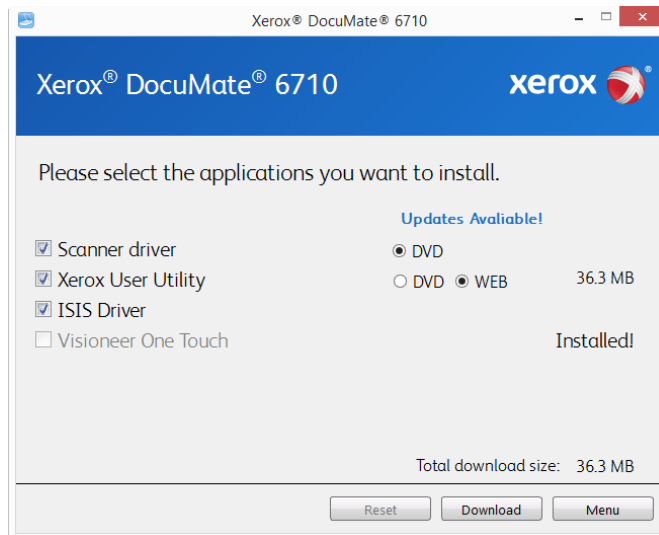 Xerox® DocuMate® 6710
Xerox® DocuMate® 6710 xerox ®
Please select the applications you want to install.
Updates Avaliable!
Scanner driver DVD
Xerox User Utility DVD WEB 36.3 MB
ISIS Driver
Visioneer One Touch Installed!
Total download size: 36.3 MB
Reset Download Menu